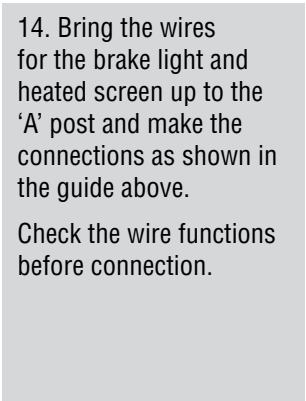 14. Bring the wires
for the brake light and
heated screen up to the
‘A’ post and make the
connections as shown in
the guide above.
Check the wire functions
before connection.